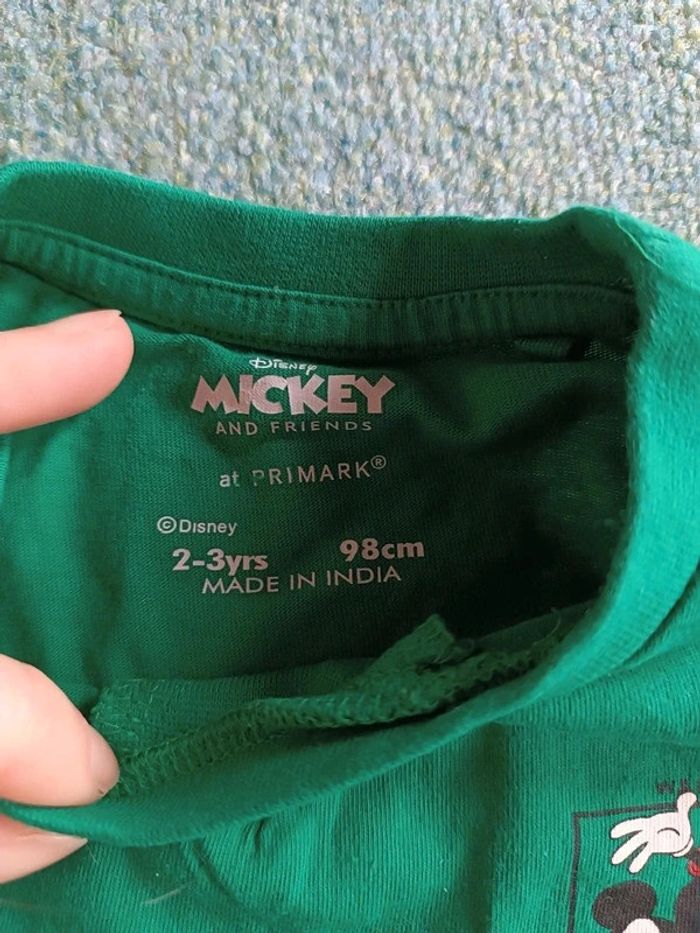 Disney
MICKEY
AND FRIENDS
at PRIMARK®
©Disney
2-3yrs 98cm
MADE IN INDIA